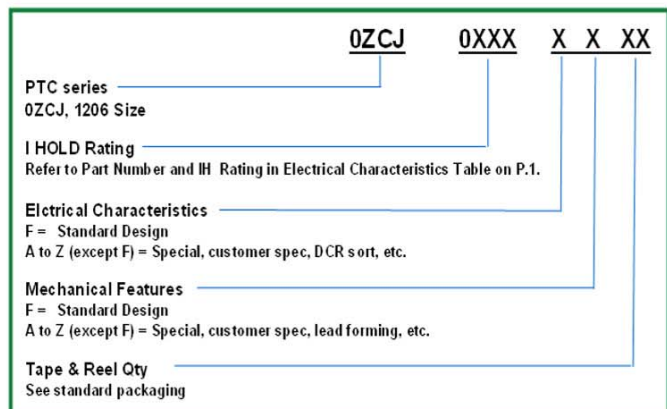 0ZCJ 0XXX X X XX
PTC series
0ZCJ, 1206 Size
I HOLD Rating
Refer to Part Number and IH Rating in Electrical Characteristics Table on P.1.
Elctrical Characteristics
F = Standard Design
A to Z (except F) = Special, customer spec, DCR sort, etc.
Mechanical Features
F = Standard Design
A to Z (except F) = Special, customer spec, lead forming, etc.
Tape & Reel Qty
See standard packaging